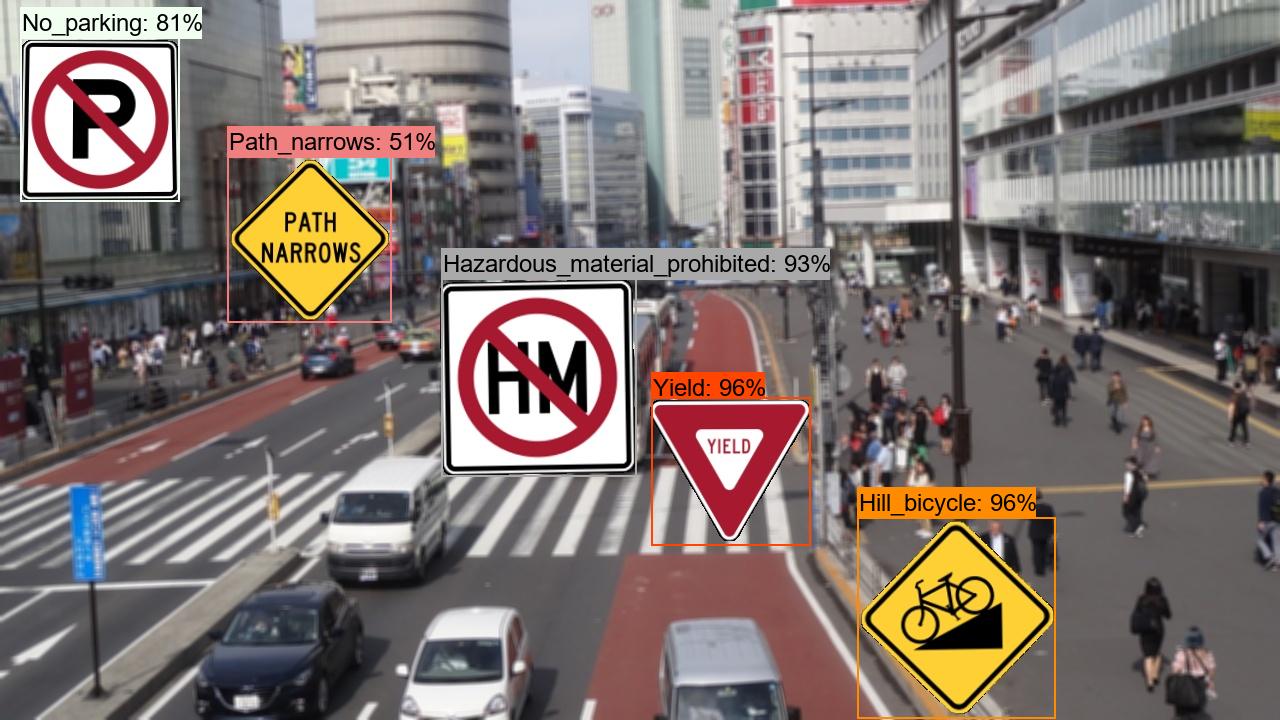 No_parking: 81%
P
Path_narrows: 51%
PATH
NARROWS
Hazardous_material_prohibited: 93%
HM
Yield: 96%
YIELD
Hill_bicycle: 96%